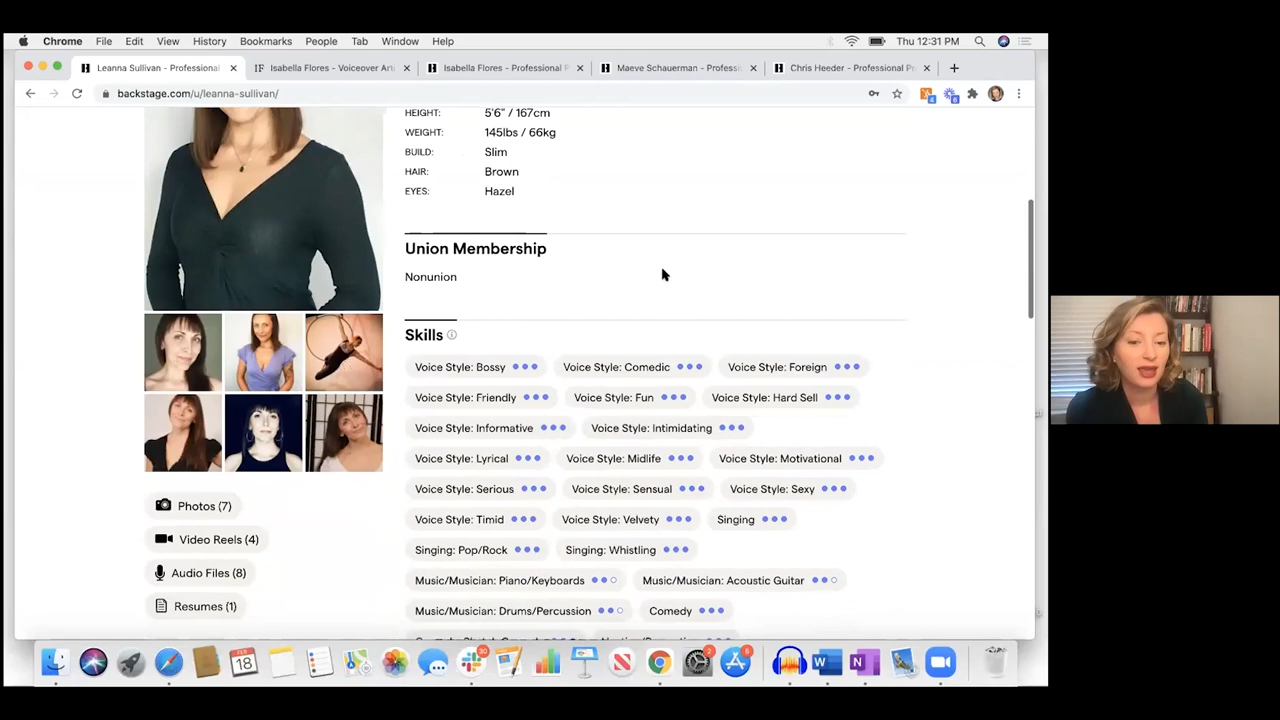 Chrome File Edit View History Bookmarks People Tab Window Help Thu 12:31 PM
Leanna Sullivan - Professional Isabella Flores - Voiceover Arti Isabella Flores - Professional P Maeve Schauerman - Professi Chris Heeder - Professional Pr
backstage.com/u/leanna-sullivan/
HEIGHT: 5'6" / 167cm
WEIGHT: 145lbs / 66kg
BUILD: Slim
HAIR: Brown
EYES: Hazel
Union Membership
Nonunion
Skills
Voice Style: Bossy Voice Style: Comedic Voice Style: Foreign
Voice Style: Friendly Voice Style: Fun Voice Style: Hard Sell
Voice Style: Informative Voice Style: Intimidating
Voice Style: Lyrical Voice Style: Midlife Voice Style: Motivational
Voice Style: Serious Voice Style: Sensual Voice Style: Sexy
Voice Style: Timid Voice Style: Velvety Singing
Singing: Pop/Rock Singing: Whistling
Music/Musician: Piano/Keyboards Music/Musician: Acoustic Guitar
Music/Musician: Drums/Percussion Comedy
Photos (7)
Video Reels (4)
Audio Files (8)
Resumes (1)
FEB
18
30
2